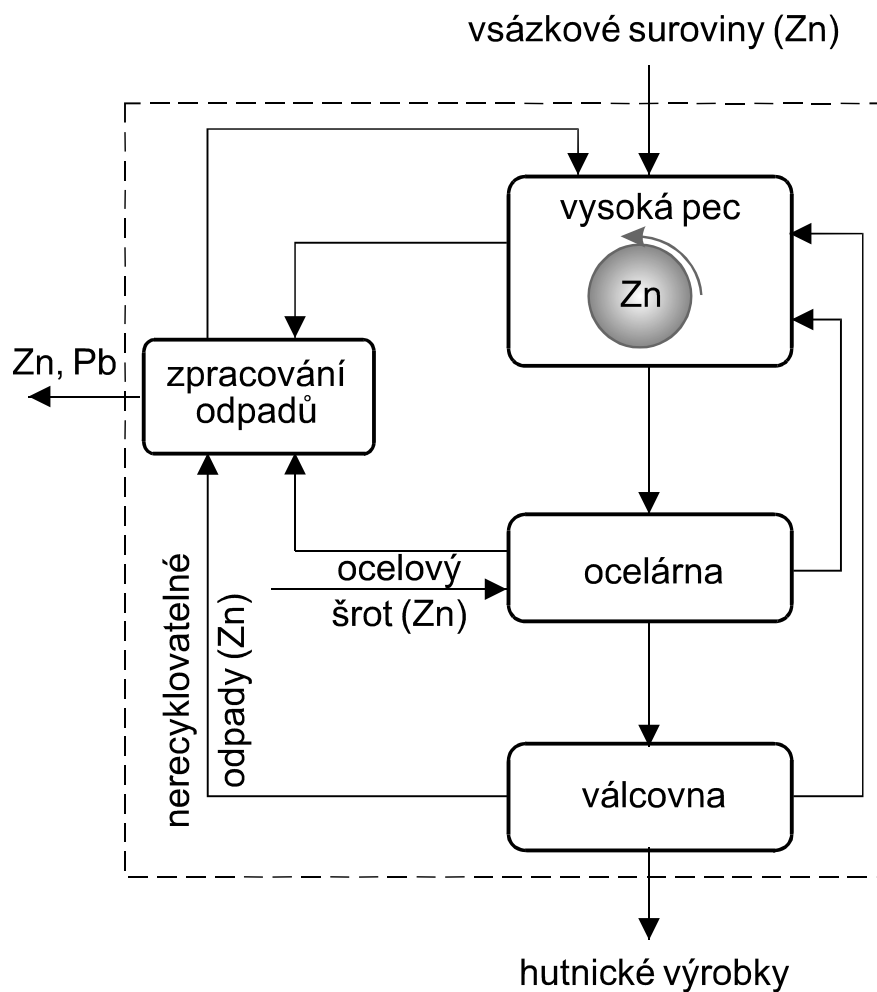 vsázkové suroviny (Zn)
vysoká pec
Zn
Zn, Pb
zpracování
odpadů
ocelový
šrot (Zn)
ocelárna
nerecyklovatelné
odpady (Zn)
válcovna
hutnické výrobky